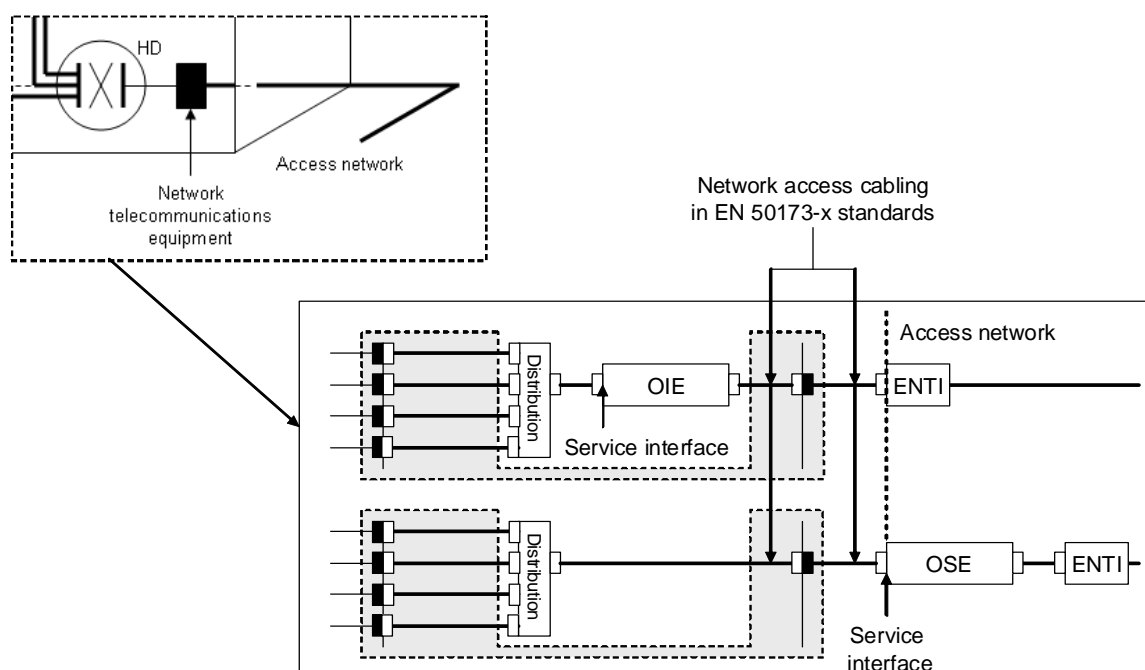 HD
Access network
Network
telecommunications
equipment
Network access cabling
in EN 50173-x standards
Access network
Distribution
OIE
ENTI
Service interface
Distribution
OSE
ENTI
Service
interface